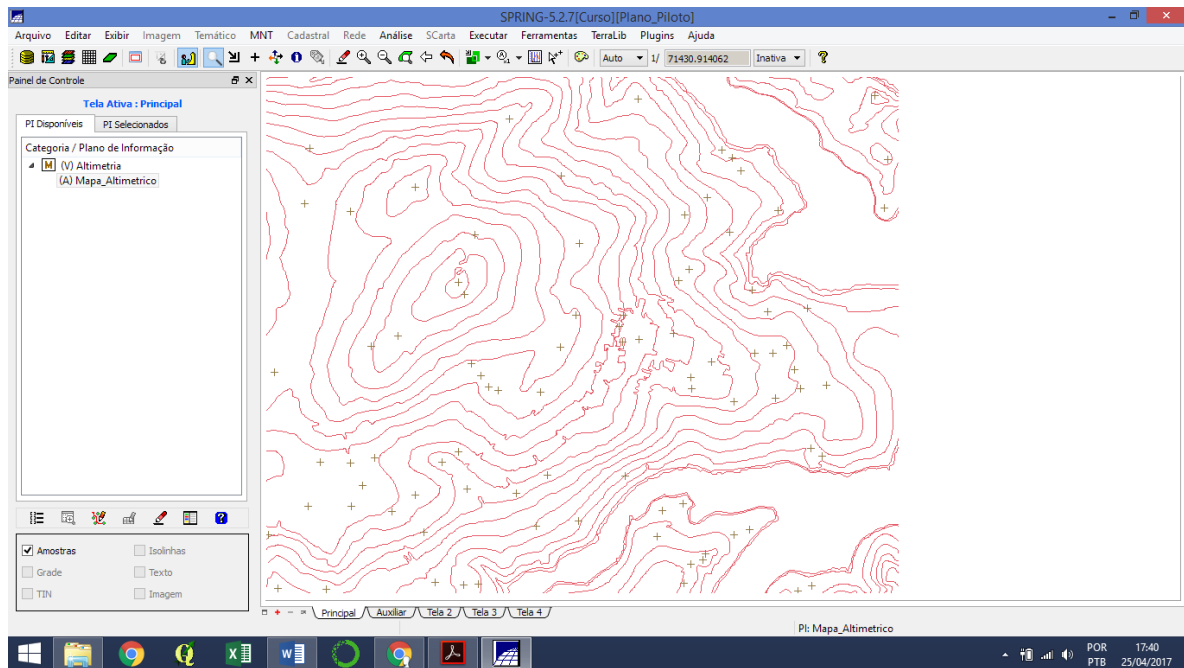 SPRING-5.2.7[Curso][Plano_Piloto]
Arquivo Editar Exibir Imagem Temático MNT Cadastral Rede Análise SCarta Executar Ferramentas TerraLib Plugins Ajuda
Auto 1/ 71430.914062 Inativa
Painel de Controle
Tela Ativa : Principal
PI Disponíveis PI Selecionados
Categoria / Plano de Informação
M (V) Altimetria
(A) Mapa_Altimetrico
Amostras Isolinhas
Grade Texto
TIN Imagem
Principal Auxiliar Tela 2 Tela 3 Tela 4
PI: Mapa_Altimetrico
POR 17:40
PTB 25/04/2017